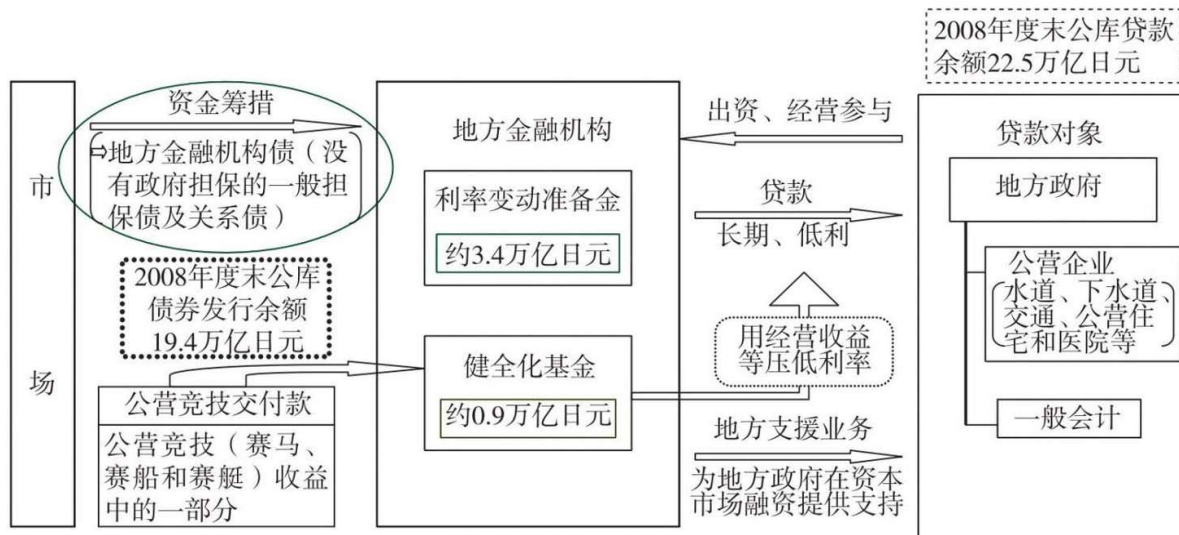 市
场
资金筹措
⇨地方金融机构债（没
有政府担保的一般担
保债及关系债）
2008年度末公库
债券发行余额
19.4万亿日元
公营竞技交付款
公营竞技（赛马、
赛船和赛艇）收益
中的一部分
地方金融机构
利率变动准备金
约3.4万亿日元
健全化基金
约0.9万亿日元
出资、经营参与
贷款
长期、低利
用经营收益
等压低利率
地方支援业务
为地方政府在资本
市场融资提供支持
2008年度末公库贷款
余额22.5万亿日元
贷款对象
地方政府
公营企业
水道、下水道、
交通、公营住
宅和医院等
一般会计